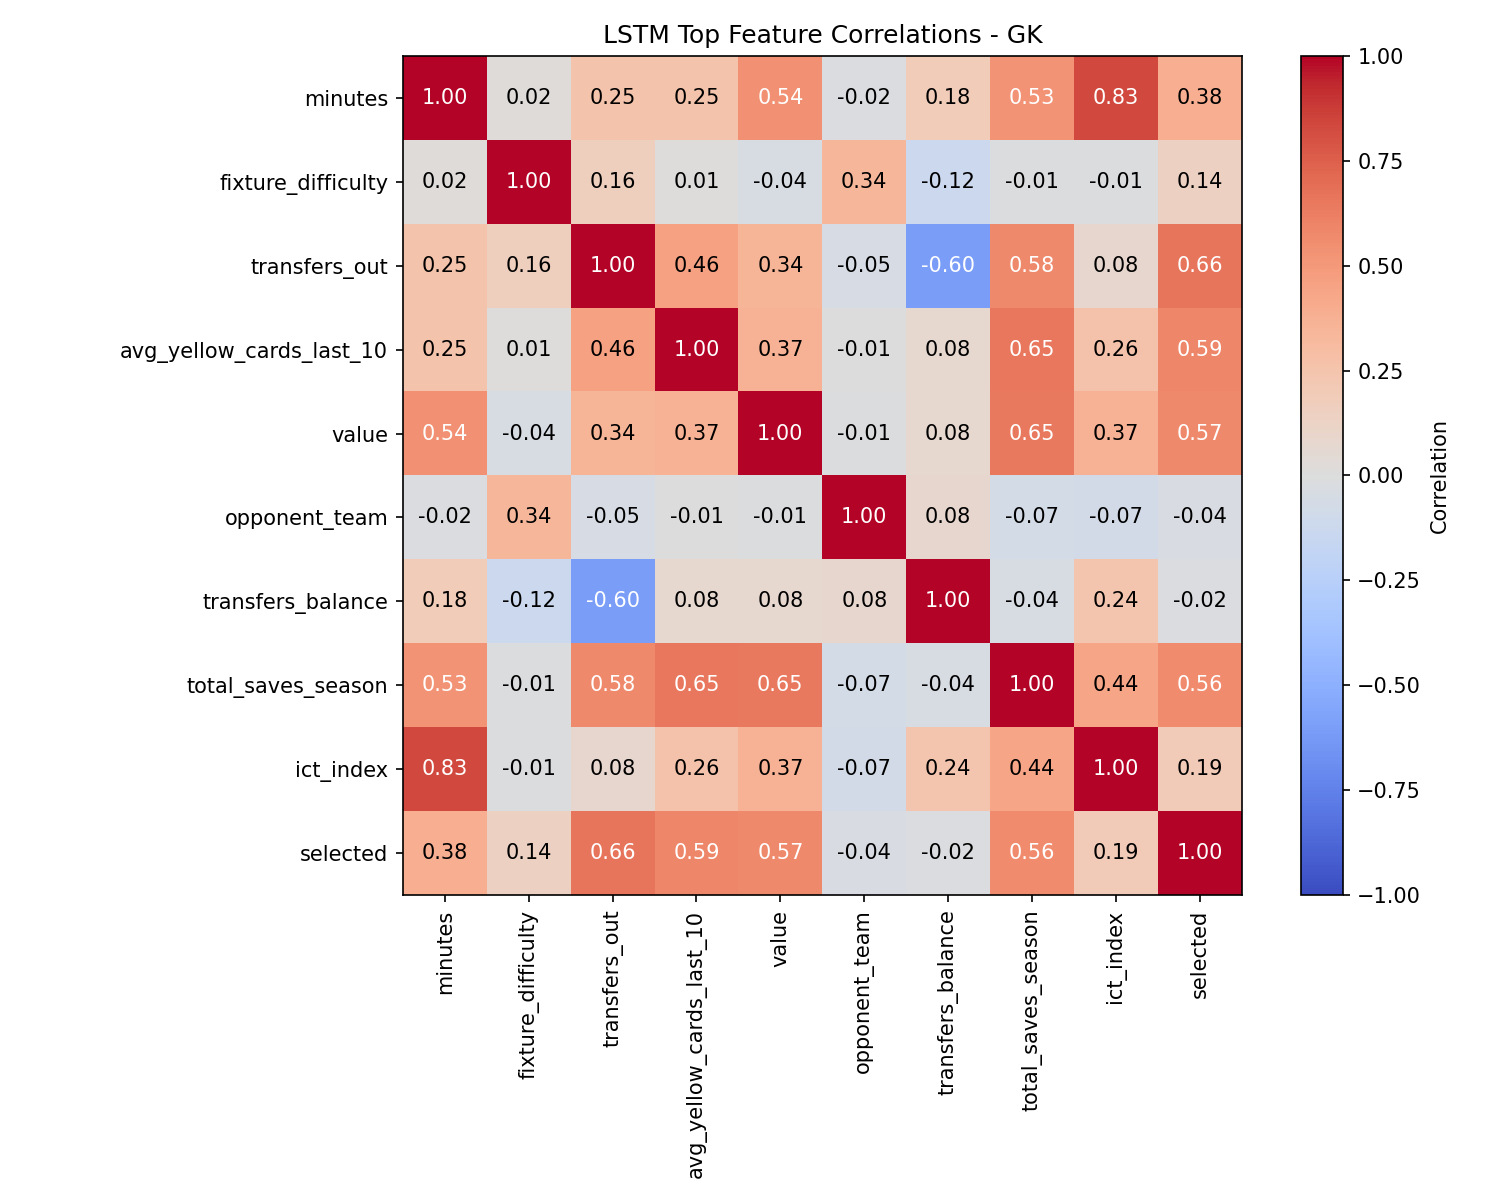 LSTM Top Feature Correlations - GK
minutes 1.00 0.02 0.25 0.25 0.54 -0.02 0.18 0.53 0.83 0.38
fixture_difficulty 0.02 1.00 0.16 0.01 -0.04 0.34 -0.12 -0.01 -0.01 0.14
transfers_out 0.25 0.16 1.00 0.46 0.34 -0.05 -0.60 0.58 0.08 0.66
avg_yellow_cards_last_10 0.25 0.01 0.46 1.00 0.37 -0.01 0.08 0.65 0.26 0.59
value 0.54 -0.04 0.34 0.37 1.00 -0.01 0.08 0.65 0.37 0.57
opponent_team -0.02 0.34 -0.05 -0.01 -0.01 1.00 0.08 -0.07 -0.07 -0.04
transfers_balance 0.18 -0.12 -0.60 0.08 0.08 0.08 1.00 -0.04 0.24 -0.02
total_saves_season 0.53 -0.01 0.58 0.65 0.65 -0.07 -0.04 1.00 0.44 0.56
ict_index 0.83 -0.01 0.08 0.26 0.37 -0.07 0.24 0.44 1.00 0.19
selected 0.38 0.14 0.66 0.59 0.57 -0.04 -0.02 0.56 0.19 1.00
minutes
fixture_difficulty
transfers_out
avg_yellow_cards_last_10
value
opponent_team
transfers_balance
total_saves_season
ict_index
selected
1.00
0.75
0.50
0.25
0.00
−0.25
−0.50
−0.75
−1.00
Correlation